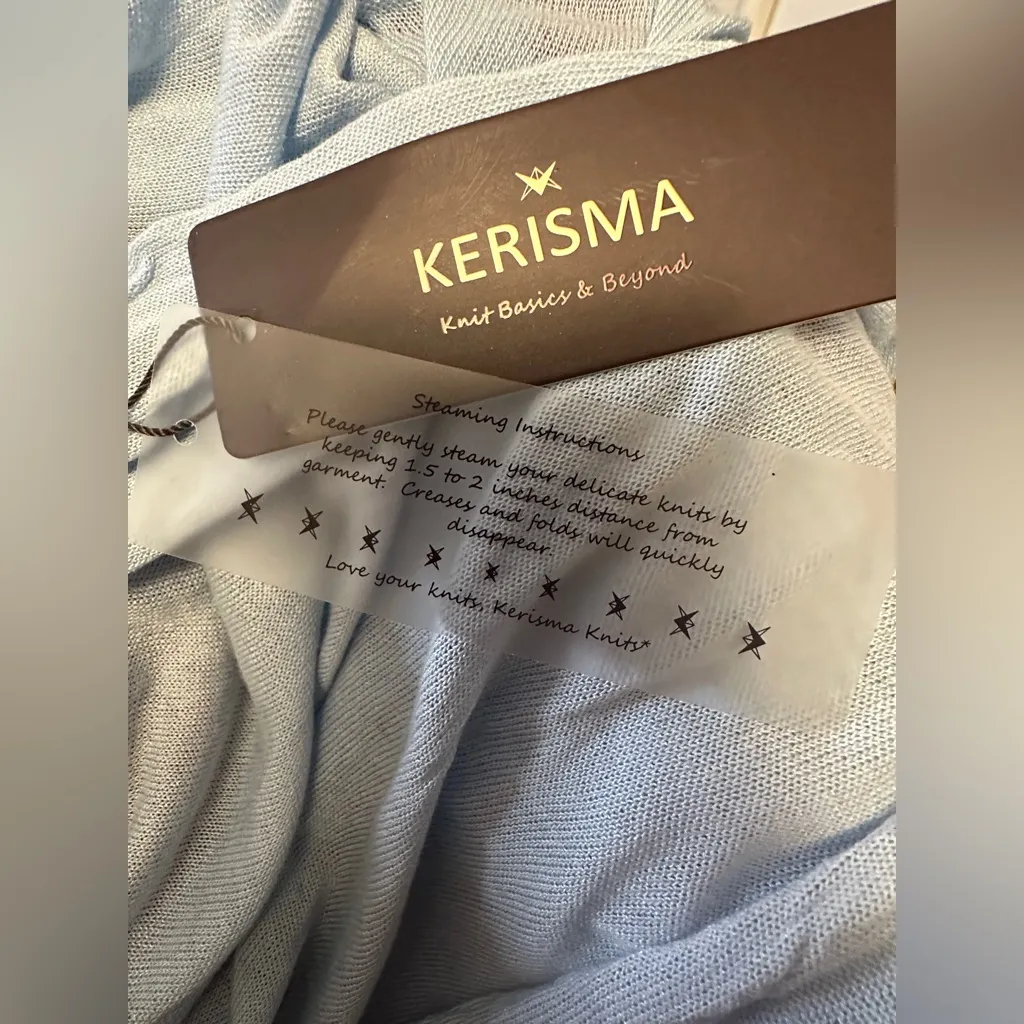 KERISMA
Knit Basics & Beyond
Steaming Instructions
Please gently steam your delicate knits by
keeping 1.5 to 2 inches distance from
garment. Creases and folds will quickly
disappear.
Love your knits, Kerisma Knits*